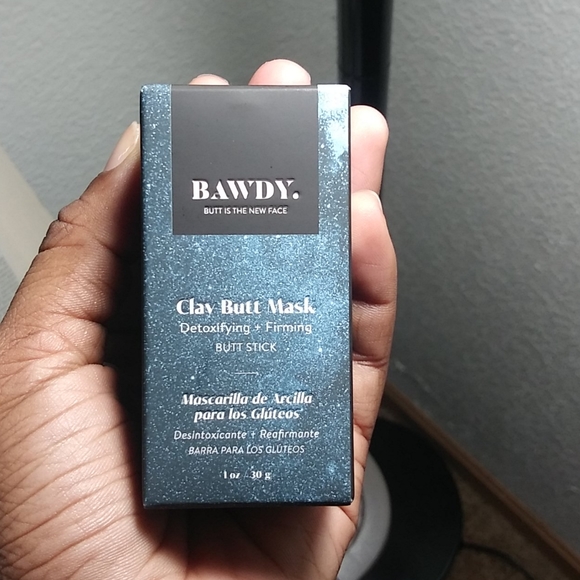 BAWDY.
BUTT IS THE NEW FACE
Clay Butt Mask
Detoxifying + Firming
BUTT STICK
Mascarilla de Arcilla
para los Glúteos
Desintoxicante + Reafirmante
BARRA PARA LOS GLÚTEOS
1 oz 30 g